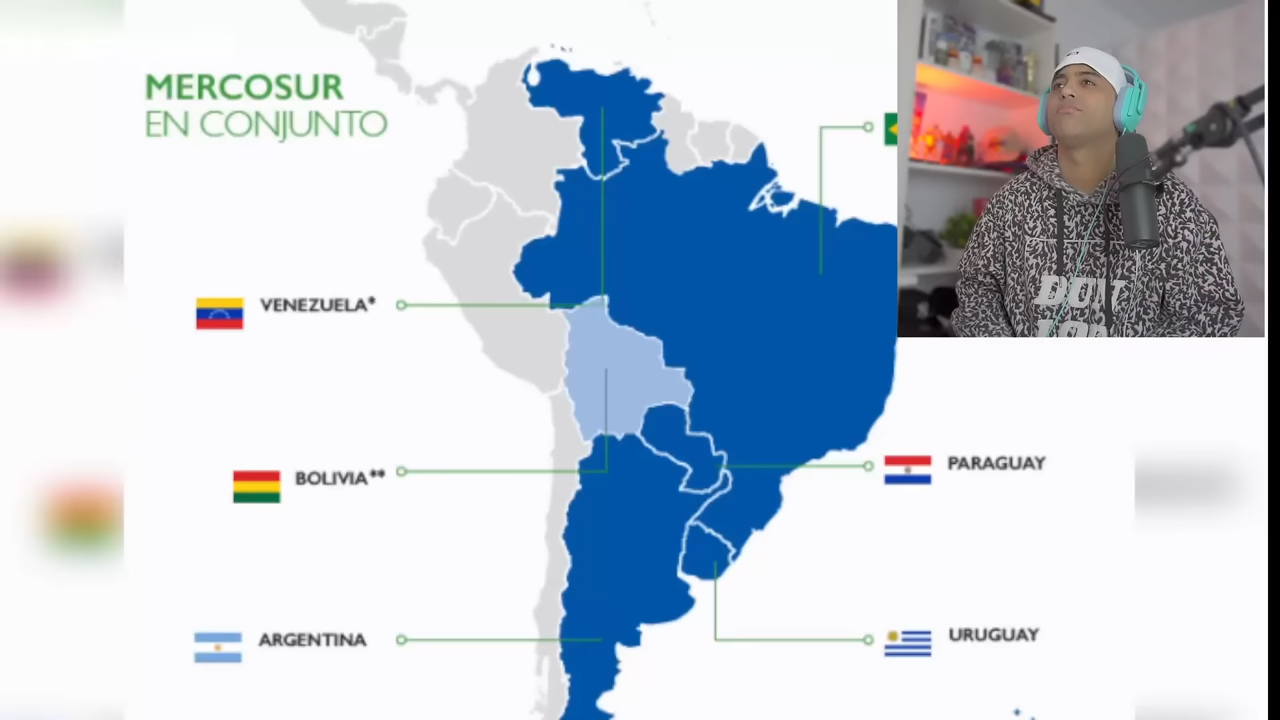 MERCOSUR
EN CONJUNTO
VENEZUELA*
BOLIVIA**
PARAGUAY
ARGENTINA
URUGUAY